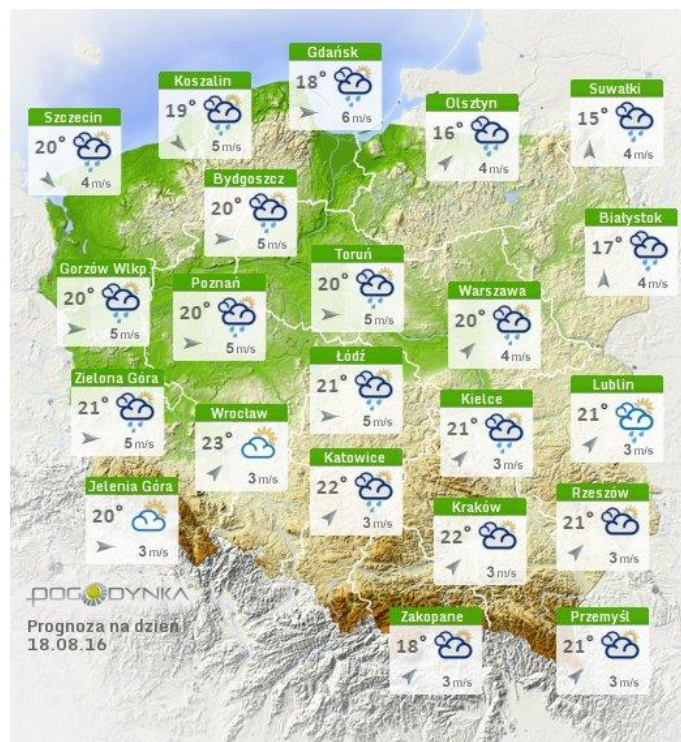 Gdańsk
18°
6 m/s
Koszalin
19°
5 m/s
Suwałki
15°
4 m/s
Olsztyn
16°
4 m/s
Szczecin
20°
4 m/s
Bydgoszcz
20°
5 m/s
Białystok
17°
4 m/s
Toruń
20°
5 m/s
Gorzów Wlkp.
20°
5 m/s
Poznań
20°
5 m/s
Warszawa
20°
4 m/s
Łódź
21°
5 m/s
Zielona Góra
21°
5 m/s
Lublin
21°
3 m/s
Kielce
21°
3 m/s
Wrocław
23°
3 m/s
Katowice
22°
3 m/s
Jelenia Góra
20°
3 m/s
Rzeszów
21°
3 m/s
Kraków
22°
3 m/s
POGODYNKA
Prognoza na dzień
18.08.16
Zakopane
18°
3 m/s
Przemyśl
21°
3 m/s